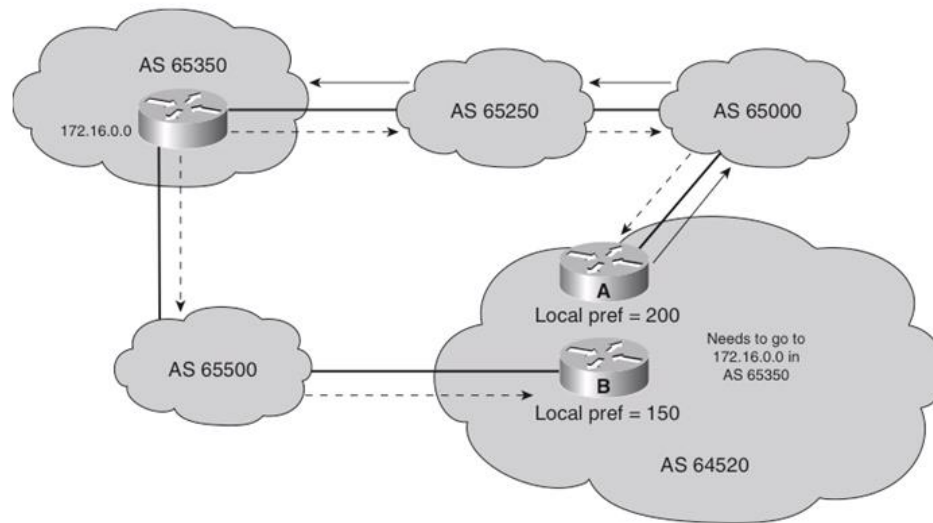 AS 65350
172.16.0.0
AS 65250
AS 65000
A
Local pref = 200
Needs to go to
172.16.0.0 in
AS 65350
AS 65500
B
Local pref = 150
AS 64520